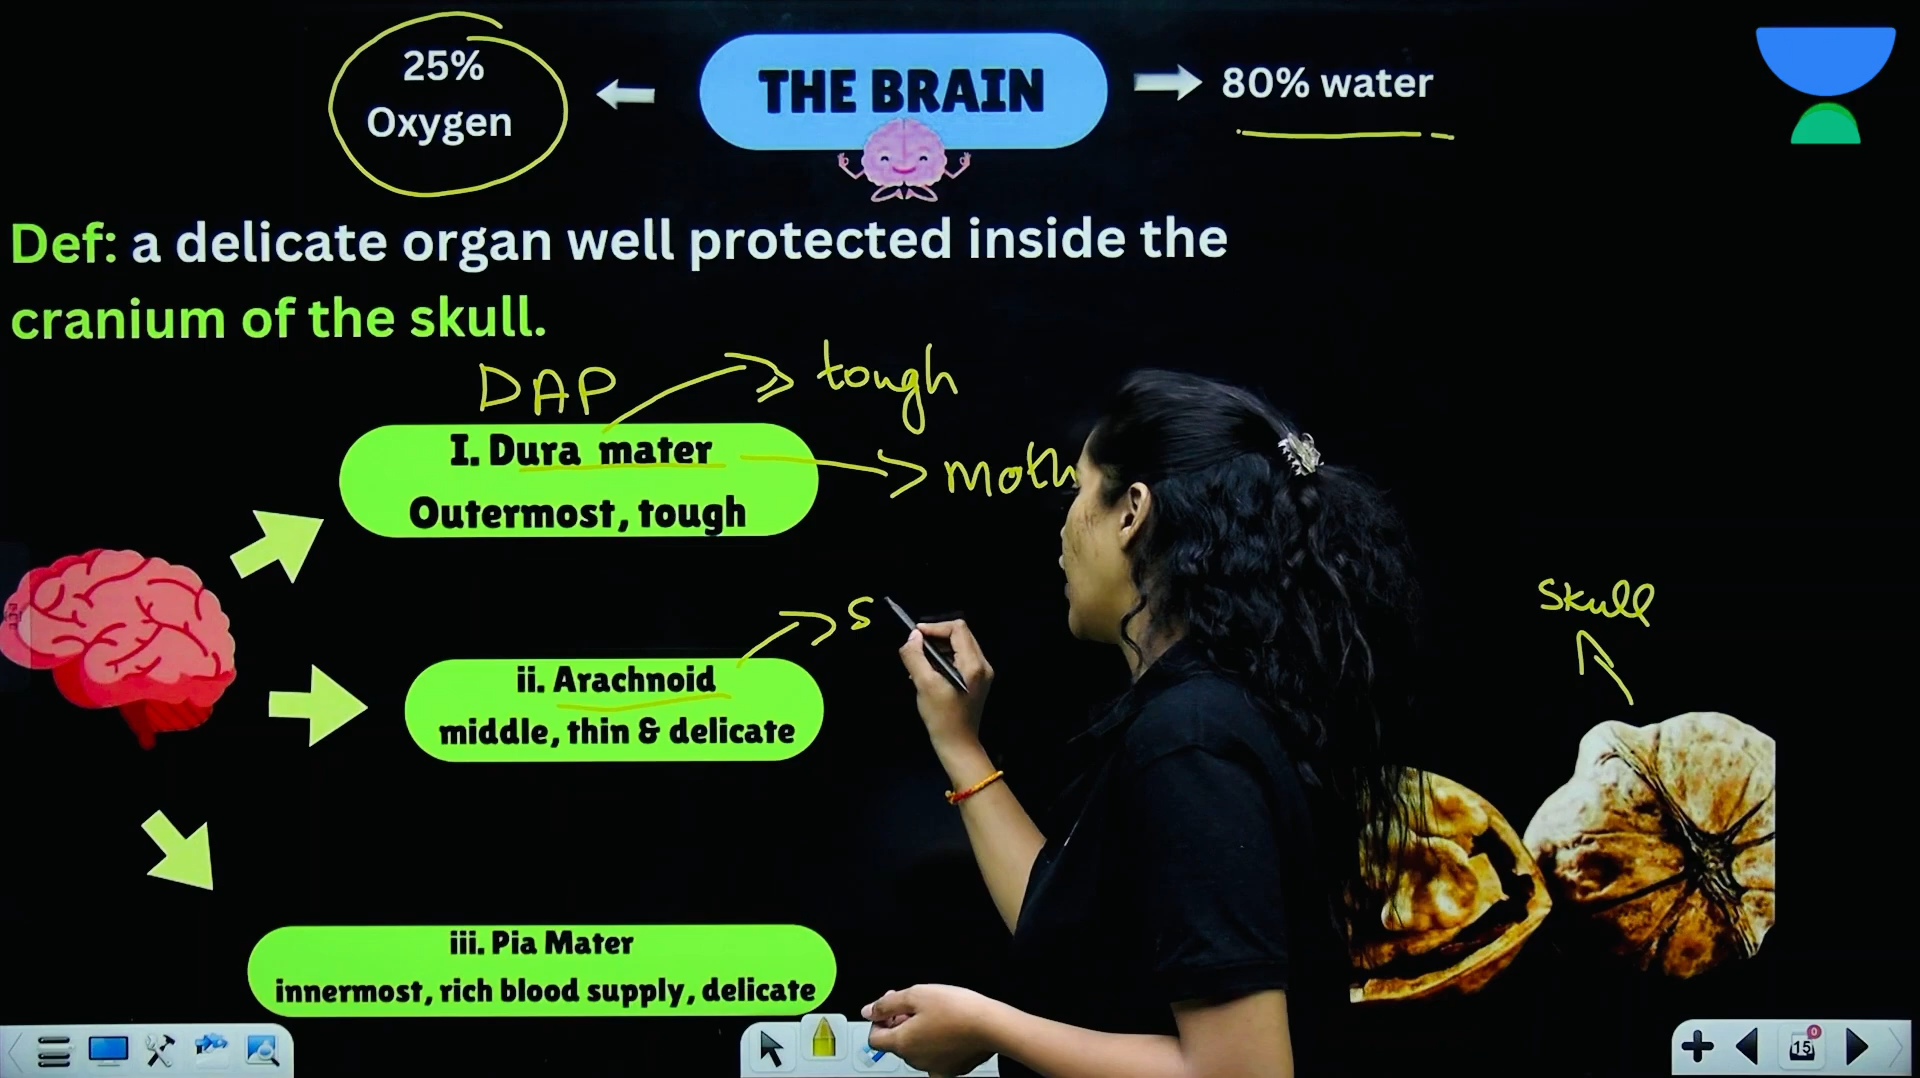 25%
Oxygen
THE BRAIN
80% water
Def: a delicate organ well protected inside the
cranium of the skull.
DAP
tough
I. Dura mater
Outermost, tough
moth
skull
s
ii. Arachnoid
middle, thin & delicate
iii. Pia Mater
innermost, rich blood supply, delicate
15
0